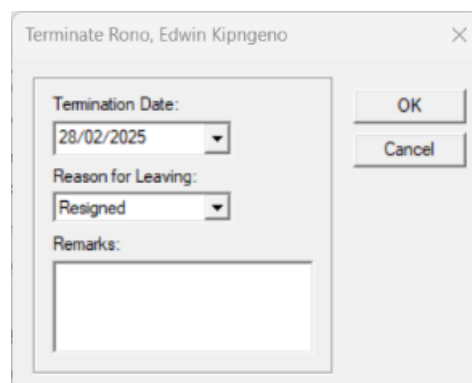 Terminate Rono, Edwin Kipngeno
Termination Date:
28/02/2025
Reason for Leaving:
Resigned
Remarks:
OK
Cancel